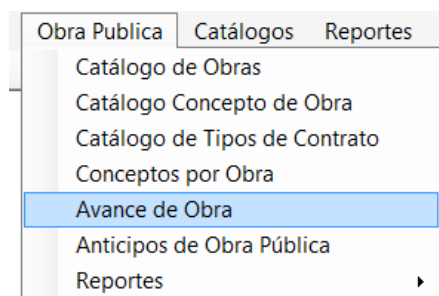 Obra Publica Catálogos Reportes
Catálogo de Obras
Catálogo Concepto de Obra
Catálogo de Tipos de Contrato
Conceptos por Obra
Avance de Obra
Anticipos de Obra Pública
Reportes